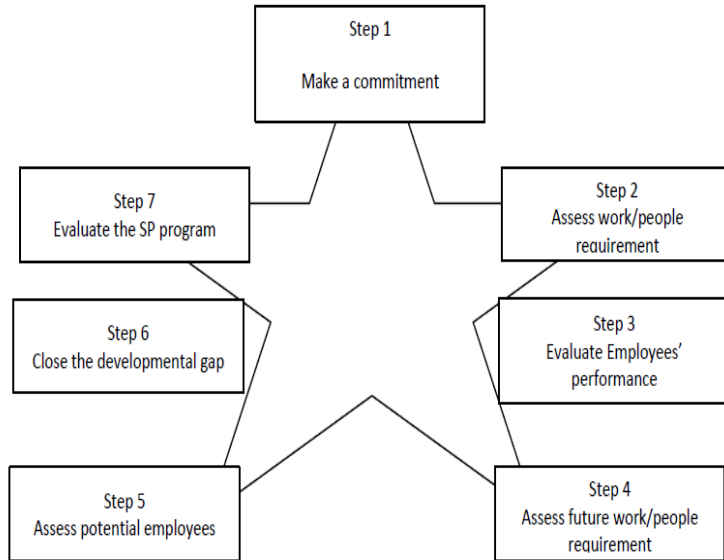 Step 1
Make a commitment
Step 2
Assess work/people
requirement
Step 3
Evaluate Employees’
performance
Step 4
Assess future work/people
requirement
Step 5
Assess potential employees
Step 6
Close the developmental gap
Step 7
Evaluate the SP program